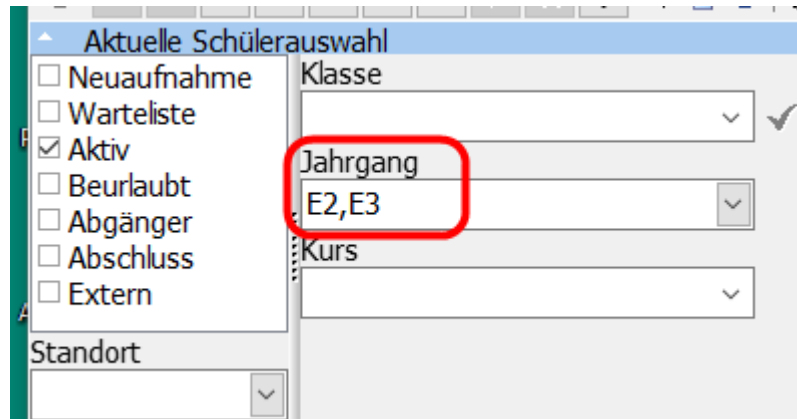 Aktuelle Schülerauswahl
Neuaufnahme
Warteliste
Aktiv
Beurlaubt
Abgänger
Abschluss
Extern
Standort
Klasse
Jahrgang
E2,E3
Kurs